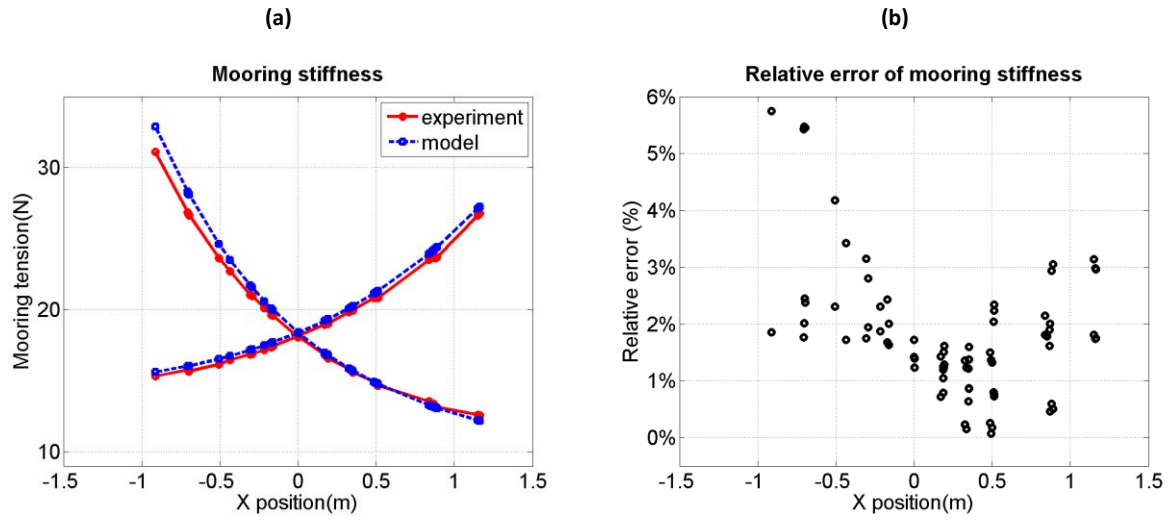 (a)
Mooring stiffness
experiment
model
Mooring tension(N)
30
20
10
-1.5 -1 -0.5 0 0.5 1 1.5
X position(m)
(b)
Relative error of mooring stiffness
Relative error (%)
6%
5%
4%
3%
2%
1%
0%
-1.5 -1 -0.5 0 0.5 1 1.5
X position(m)